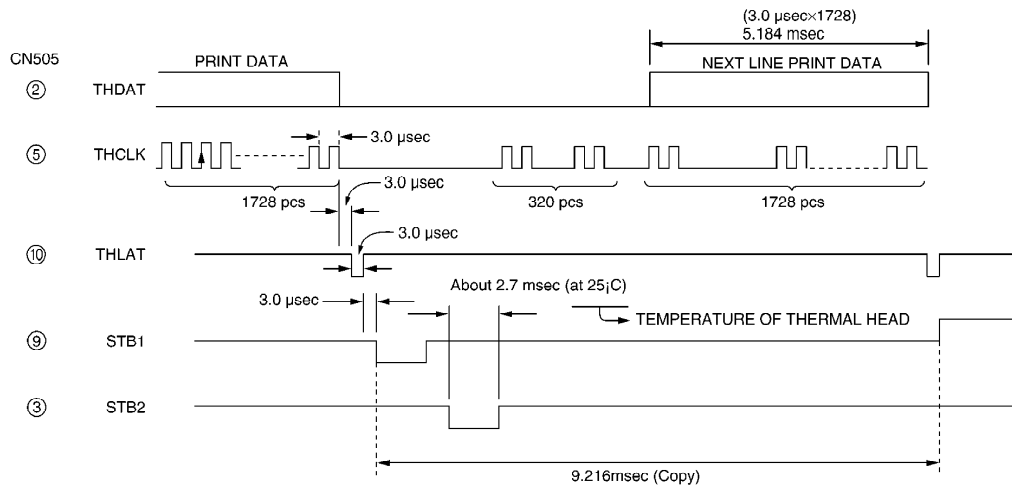 (3.0 µsec×1728)
5.184 msec
CN505
PRINT DATA
NEXT LINE PRINT DATA
② THDAT
3.0 µsec
⑤ THCLK
3.0 µsec
1728 pcs
320 pcs
1728 pcs
3.0 µsec
⑩ THLAT
About 2.7 msec (at 25¡C)
3.0 µsec
TEMPERATURE OF THERMAL HEAD
⑨ STB1
③ STB2
9.216msec (Copy)